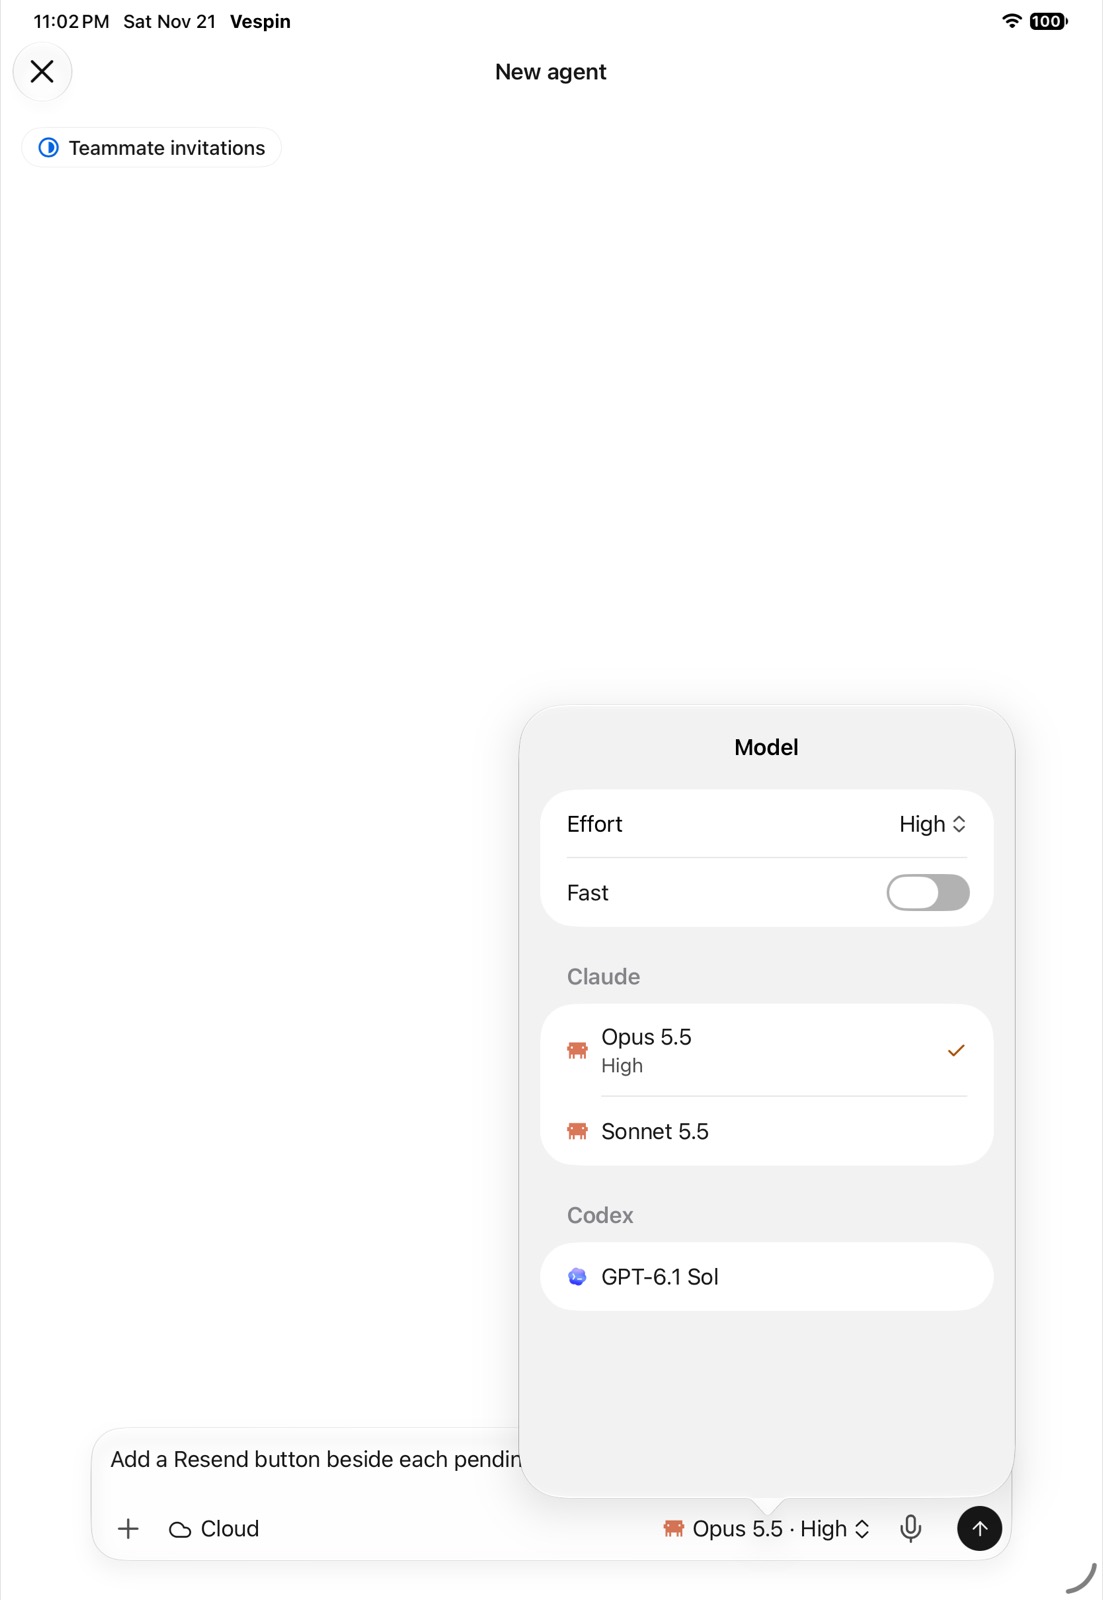 11:02 PM Sat Nov 21 Vespin 100
New agent
Teammate invitations
Model
Effort High
Fast
Claude
Opus 5.5
High
Sonnet 5.5
Codex
GPT-6.1 Sol
Add a Resend button beside each
Cloud Opus 5.5 · High